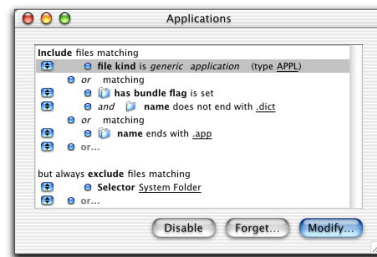 Applications
Include files matching
file kind is generic application (type APPL)
or matching
has bundle flag is set
and name does not end with .dict
or matching
name ends with .app
or...
but always exclude files matching
Selector System Folder
or...
Disable Forget... Modify...